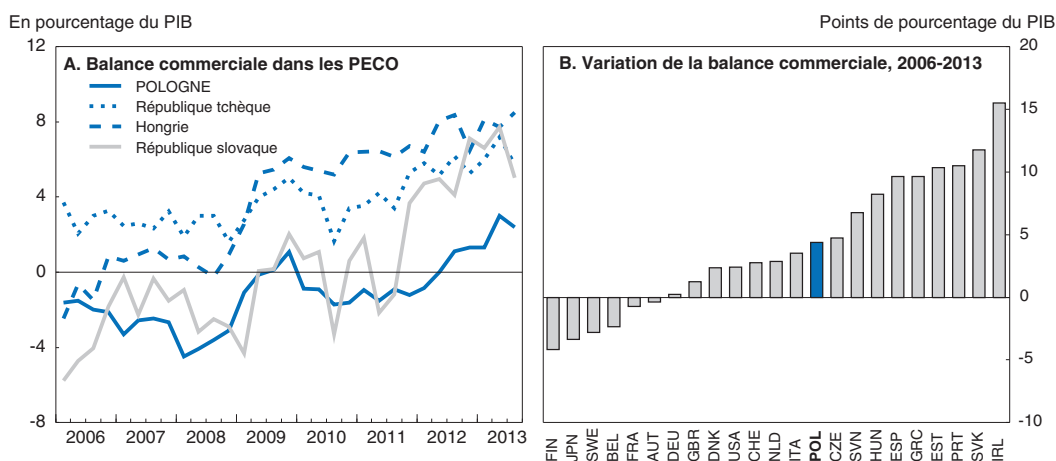 En pourcentage du PIB
Points de pourcentage du PIB
A. Balance commerciale dans les PECO
POLOGNE
République tchèque
Hongrie
République slovaque
12
8
4
0
-4
-8
2006 2007 2008 2009 2010 2011 2012 2013
B. Variation de la balance commerciale, 2006-2013
20
15
10
5
0
-5
-10
FIN JPN SWE BEL FRA AUT DEU GBR DNK USA CHE NLD ITA POL CZE SVN HUN ESP GRC EST PRT SVK IRL